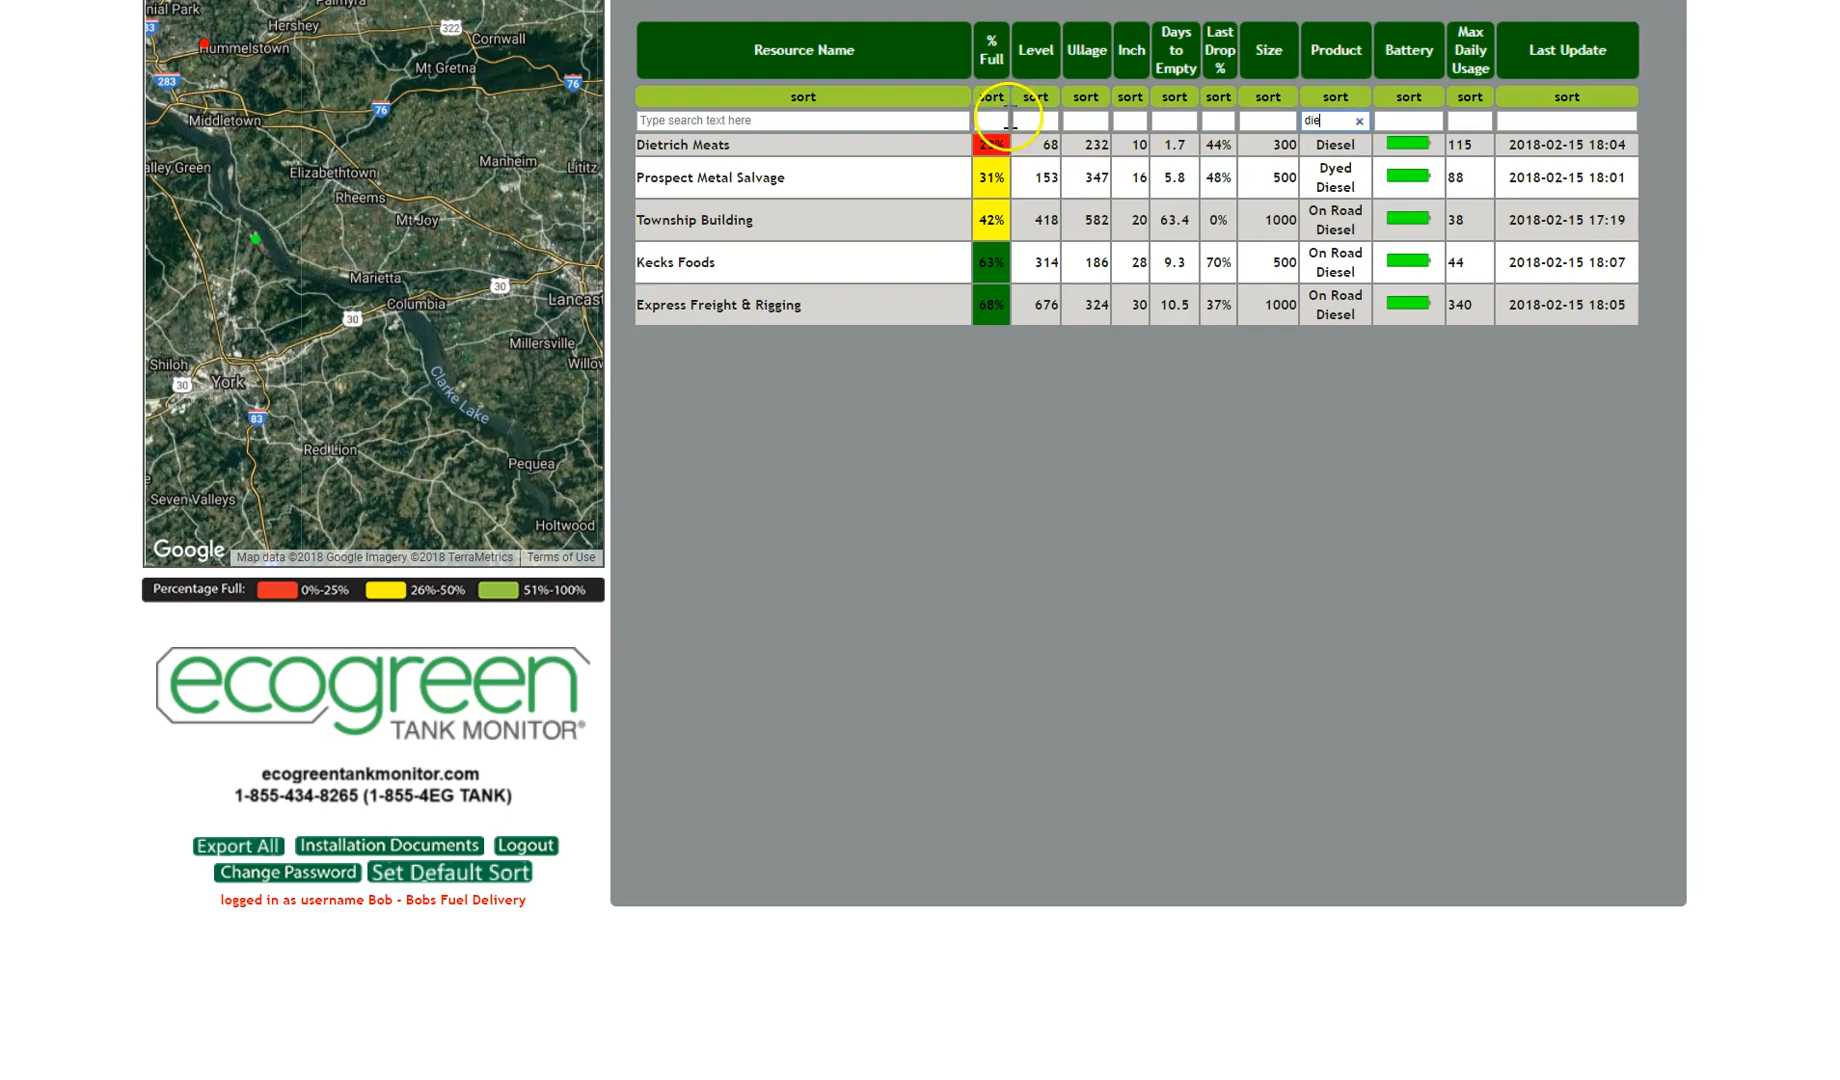 nial Park
Palmyra
83
Hershey
322
Cornwall
Hummelstown
Mt Gretna
283
76
76
Middletown
alley Green
Elizabethtown
Manheim
Lititz
Rheems
Mt Joy
Marietta
30
Columbia
Lancast
30
Millersville
Shiloh
Willow
30
York
Clarke Lake
83
Red Lion
Pequea
Seven Valleys
Holtwood
Google
Map data ©2018 Google Imagery ©2018 TerraMetrics
Terms of Use
Percentage Full: 0%-25% 26%-50% 51%-100%
ecogreen
TANK MONITOR®
ecogreentankmonitor.com
1-855-434-8265 (1-855-4EG TANK)
Export All Installation Documents Logout
Change Password Set Default Sort
logged in as username Bob - Bobs Fuel Delivery
Resource Name % Full Level Ullage Inch Days to Empty Last Drop % Size Product Battery Max Daily Usage Last Update
sort sort sort sort sort sort sort sort sort sort sort sort
Type search text here die ×
Dietrich Meats 68 232 10 1.7 44% 300 Diesel 115 2018-02-15 18:04
Prospect Metal Salvage 31% 153 347 16 5.8 48% 500 Dyed Diesel 88 2018-02-15 18:01
Township Building 42% 418 582 20 63.4 0% 1000 On Road Diesel 38 2018-02-15 17:19
Kecks Foods 63% 314 186 28 9.3 70% 500 On Road Diesel 44 2018-02-15 18:07
Express Freight & Rigging 68% 676 324 30 10.5 37% 1000 On Road Diesel 340 2018-02-15 18:05